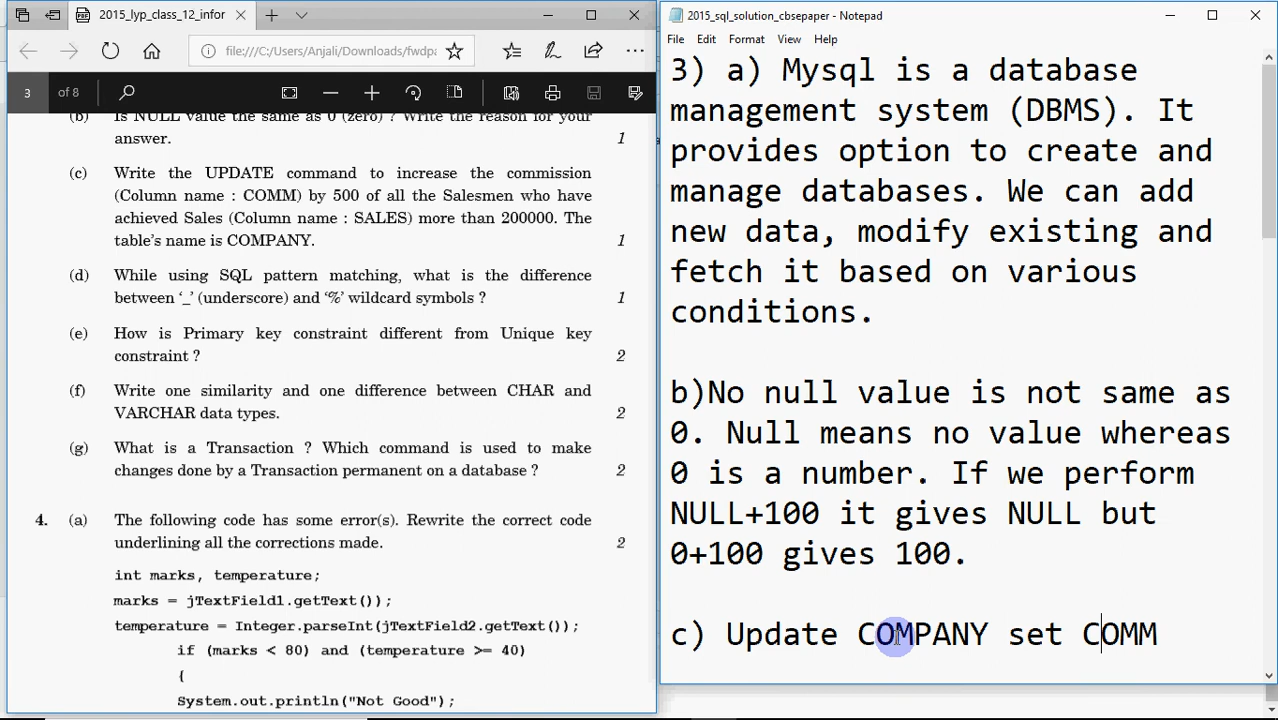 2015_lyp_class_12_infor
file:///C:/Users/Anjali/Downloads/fwdpa
3 of 8
(b) Is NULL value the same as 0 (zero) ? Write the reason for your
answer. 1
(c) Write the UPDATE command to increase the commission
(Column name : COMM) by 500 of all the Salesmen who have
achieved Sales (Column name : SALES) more than 200000. The
table's name is COMPANY. 1
(d) While using SQL pattern matching, what is the difference
between '_' (underscore) and '%' wildcard symbols ? 1
(e) How is Primary key constraint different from Unique key
constraint ? 2
(f) Write one similarity and one difference between CHAR and
VARCHAR data types. 2
(g) What is a Transaction ? Which command is used to make
changes done by a Transaction permanent on a database ? 2
4. (a) The following code has some error(s). Rewrite the correct code
underlining all the corrections made. 2
int marks, temperature;
marks = jTextField1.getText());
temperature = Integer.parseInt(jTextField2.getText());
if (marks < 80) and (temperature >= 40)
{
System.out.println("Not Good");
2015_sql_solution_cbsepaper - Notepad
File Edit Format View Help
3) a) Mysql is a database
management system (DBMS). It
provides option to create and
manage databases. We can add
new data, modify existing and
fetch it based on various
conditions.
b)No null value is not same as
0. Null means no value whereas
0 is a number. If we perform
NULL+100 it gives NULL but
0+100 gives 100.
c) Update COMPANY set COMM